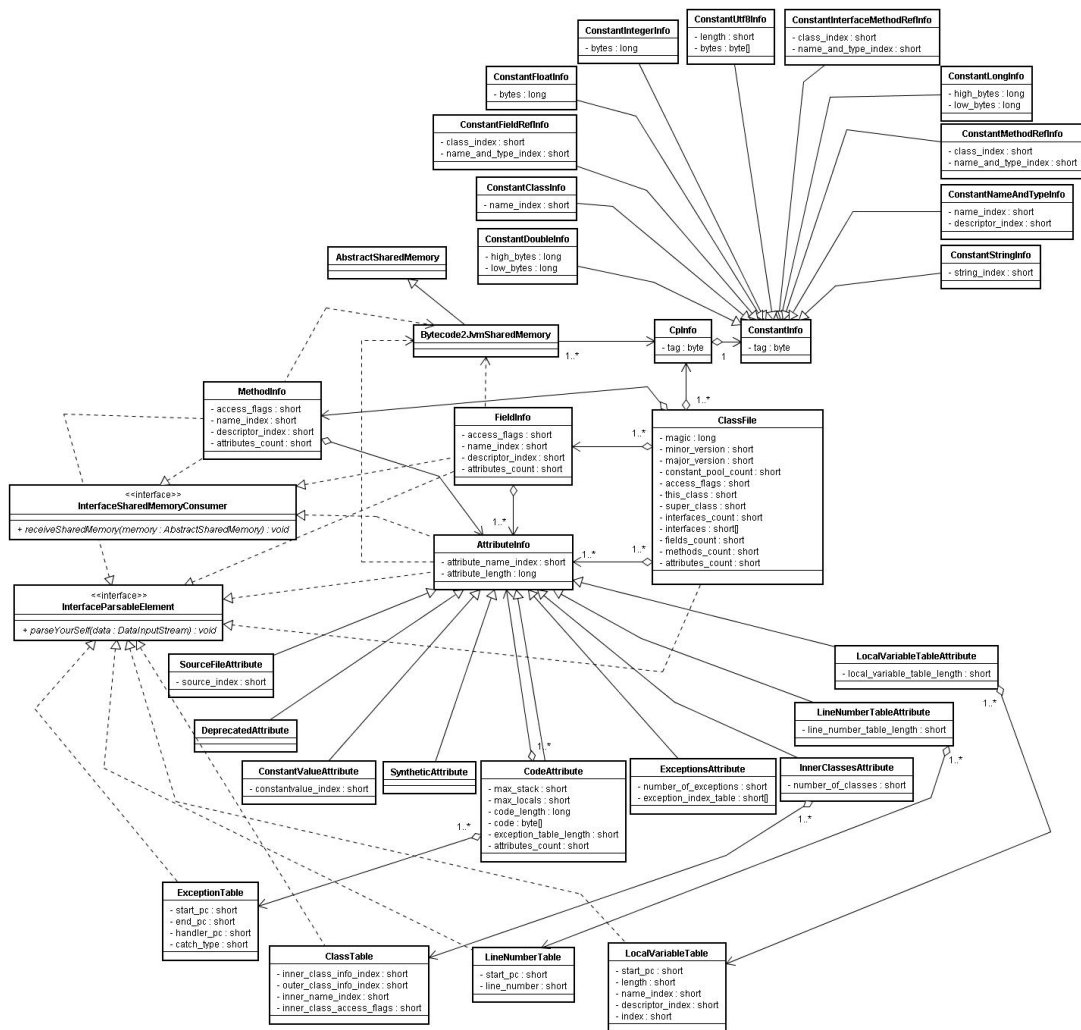 ConstantIntegerInfo
- bytes : long
ConstantUtf8Info
- length : short
- bytes : byte[]
ConstantInterfaceMethodRefInfo
- class_index : short
- name_and_type_index : short
ConstantFloatInfo
- bytes : long
ConstantLongInfo
- high_bytes : long
- low_bytes : long
ConstantFieldRefInfo
- class_index : short
- name_and_type_index : short
ConstantMethodRefInfo
- class_index : short
- name_and_type_index : short
ConstantClassInfo
- name_index : short
ConstantNameAndTypeInfo
- name_index : short
- descriptor_index : short
ConstantDoubleInfo
- high_bytes : long
- low_bytes : long
ConstantStringInfo
- string_index : short
AbstractSharedMemory
Bytecode2JvmSharedMemory
1..*
CpInfo
- tag : byte
1
ConstantInfo
- tag : byte
MethodInfo
- access_flags : short
- name_index : short
- descriptor_index : short
- attributes_count : short
FieldInfo
- access_flags : short
- name_index : short
- descriptor_index : short
- attributes_count : short
1..*
1..*
1..*
ClassFile
- magic : long
- minor_version : short
- major_version : short
- constant_pool_count : short
- access_flags : short
- this_class : short
- super_class : short
- interfaces_count : short
- interfaces : short[]
- fields_count : short
- methods_count : short
- attributes_count : short
<<interface>>
InterfaceSharedMemoryConsumer
+ receiveSharedMemory(memory : AbstractSharedMemory) : void
1..*
AttributeInfo
- attribute_name_index : short
- attribute_length : long
1..*
1..*
<<interface>>
InterfaceParsableElement
+ parseYourSelf(data : DataInputStream) : void
SourceFileAttribute
- source_index : short
LocalVariableTableAttribute
- local_variable_table_length : short
1..*
DeprecatedAttribute
LineNumberTableAttribute
- line_number_table_length : short
1..*
ConstantValueAttribute
- constantvalue_index : short
SyntheticAttribute
1..*
CodeAttribute
- max_stack : short
- max_locals : short
- code_length : long
- code : byte[]
- exception_table_length : short
- attributes_count : short
1..*
ExceptionsAttribute
- number_of_exceptions : short
- exception_index_table : short[]
InnerClassesAttribute
- number_of_classes : short
1..*
ExceptionTable
- start_pc : short
- end_pc : short
- handler_pc : short
- catch_type : short
ClassTable
- inner_class_info_index : short
- outer_class_info_index : short
- inner_name_index : short
- inner_class_access_flags : short
LineNumberTable
- start_pc : short
- line_number : short
LocalVariableTable
- start_pc : short
- length : short
- name_index : short
- descriptor_index : short
- index : short